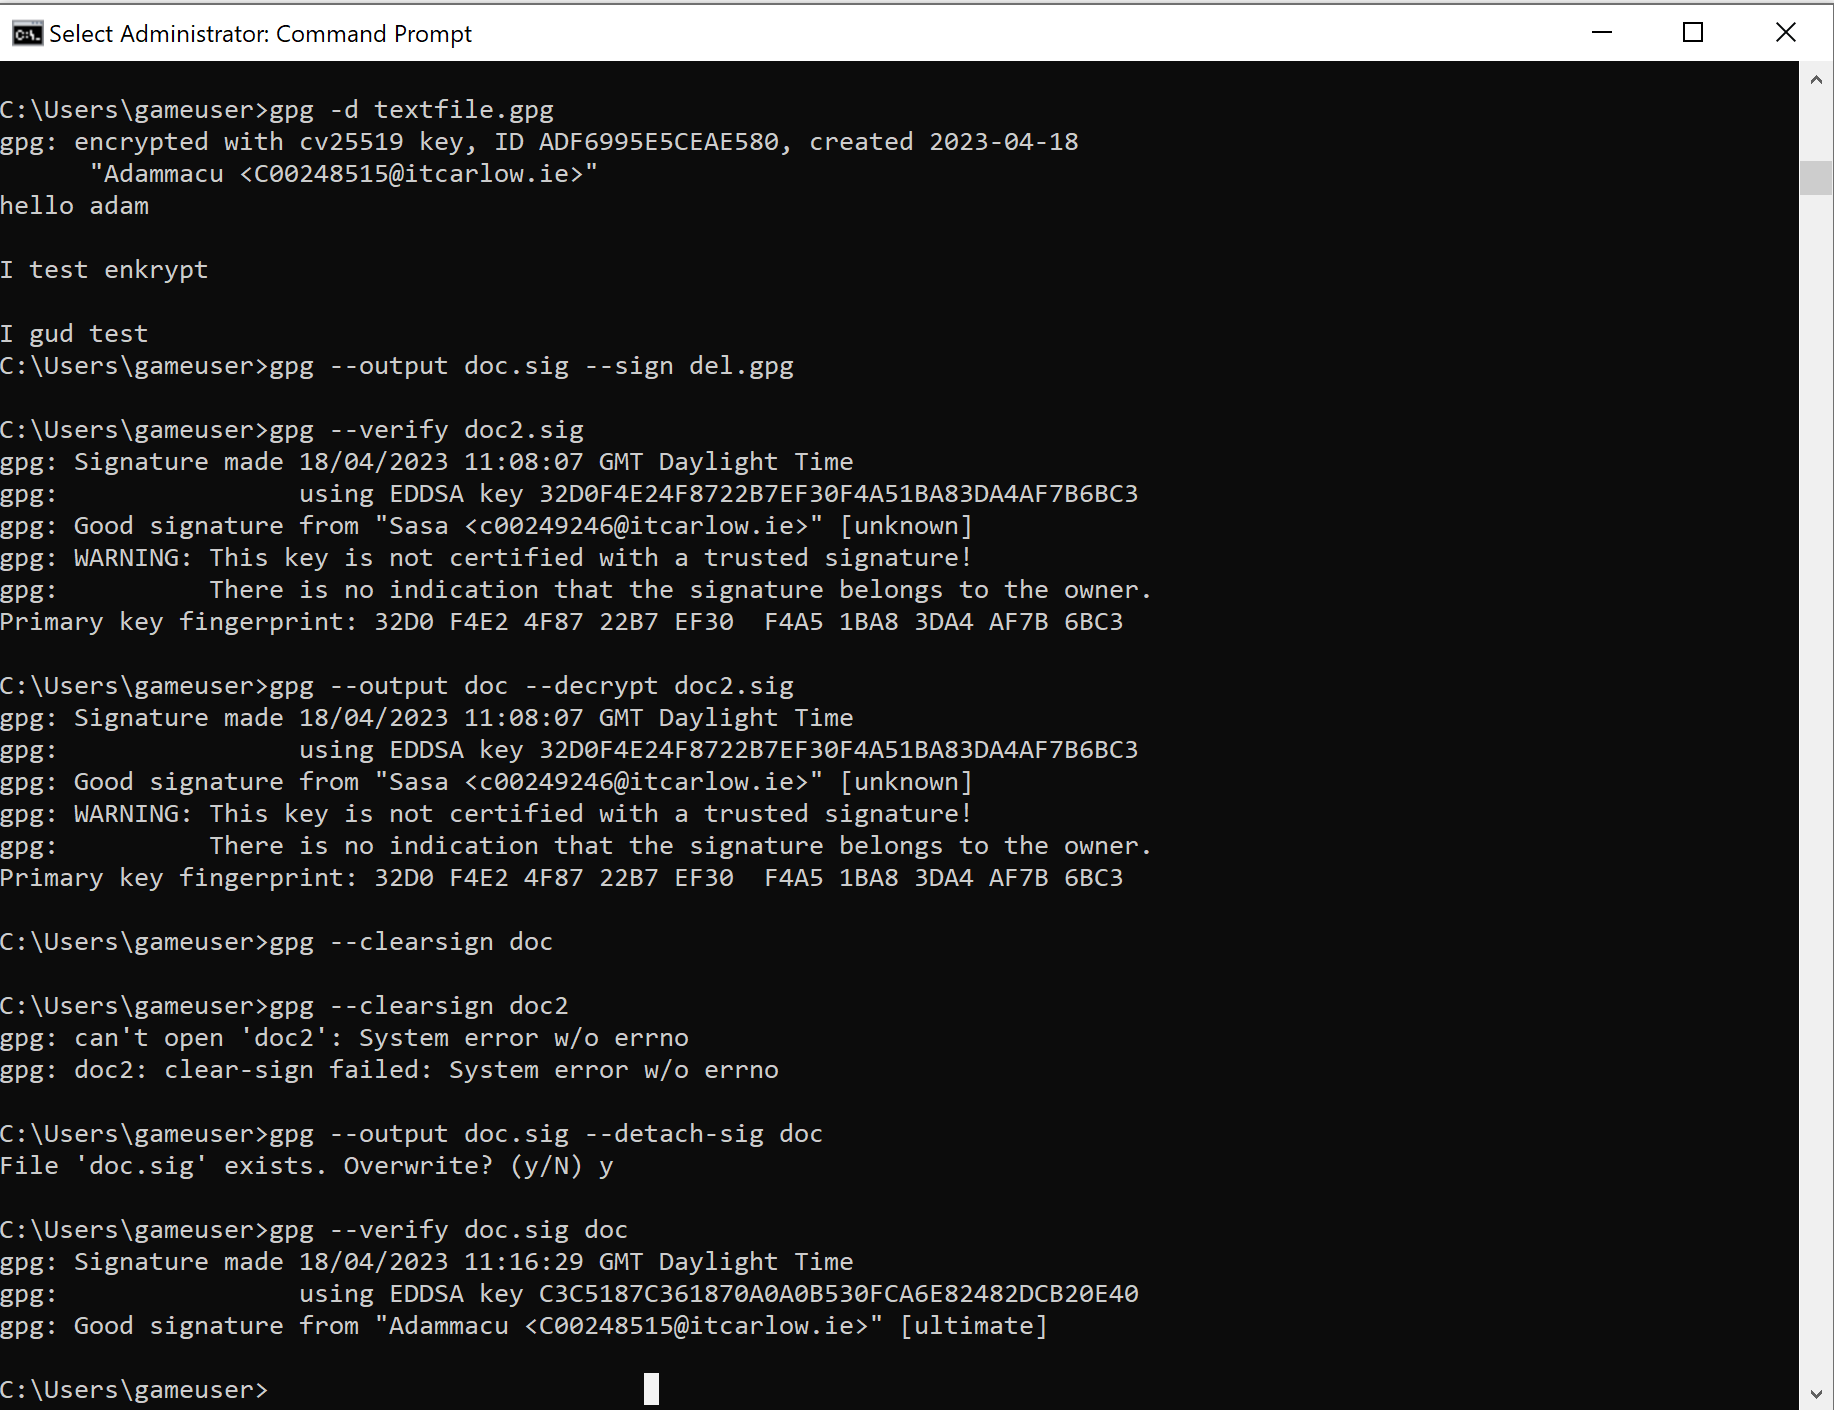 Select Administrator: Command Prompt
C:\Users\gameuser>gpg -d textfile.gpg
gpg: encrypted with cv25519 key, ID ADF6995E5CEAE580, created 2023-04-18
      "Adammacu <C00248515@itcarlow.ie>"
hello adam
I test enkrypt
I gud test
C:\Users\gameuser>gpg --output doc.sig --sign del.gpg
C:\Users\gameuser>gpg --verify doc2.sig
gpg: Signature made 18/04/2023 11:08:07 GMT Daylight Time
gpg:                using EDDSA key 32D0F4E24F8722B7EF30F4A51BA83DA4AF7B6BC3
gpg: Good signature from "Sasa <c00249246@itcarlow.ie>" [unknown]
gpg: WARNING: This key is not certified with a trusted signature!
gpg:          There is no indication that the signature belongs to the owner.
Primary key fingerprint: 32D0 F4E2 4F87 22B7 EF30  F4A5 1BA8 3DA4 AF7B 6BC3
C:\Users\gameuser>gpg --output doc --decrypt doc2.sig
gpg: Signature made 18/04/2023 11:08:07 GMT Daylight Time
gpg:                using EDDSA key 32D0F4E24F8722B7EF30F4A51BA83DA4AF7B6BC3
gpg: Good signature from "Sasa <c00249246@itcarlow.ie>" [unknown]
gpg: WARNING: This key is not certified with a trusted signature!
gpg:          There is no indication that the signature belongs to the owner.
Primary key fingerprint: 32D0 F4E2 4F87 22B7 EF30  F4A5 1BA8 3DA4 AF7B 6BC3
C:\Users\gameuser>gpg --clearsign doc
C:\Users\gameuser>gpg --clearsign doc2
gpg: can't open 'doc2': System error w/o errno
gpg: doc2: clear-sign failed: System error w/o errno
C:\Users\gameuser>gpg --output doc.sig --detach-sig doc
File 'doc.sig' exists. Overwrite? (y/N) y
C:\Users\gameuser>gpg --verify doc.sig doc
gpg: Signature made 18/04/2023 11:16:29 GMT Daylight Time
gpg:                using EDDSA key C3C5187C361870A0A0B530FCA6E82482DCB20E40
gpg: Good signature from "Adammacu <C00248515@itcarlow.ie>" [ultimate]
C:\Users\gameuser>